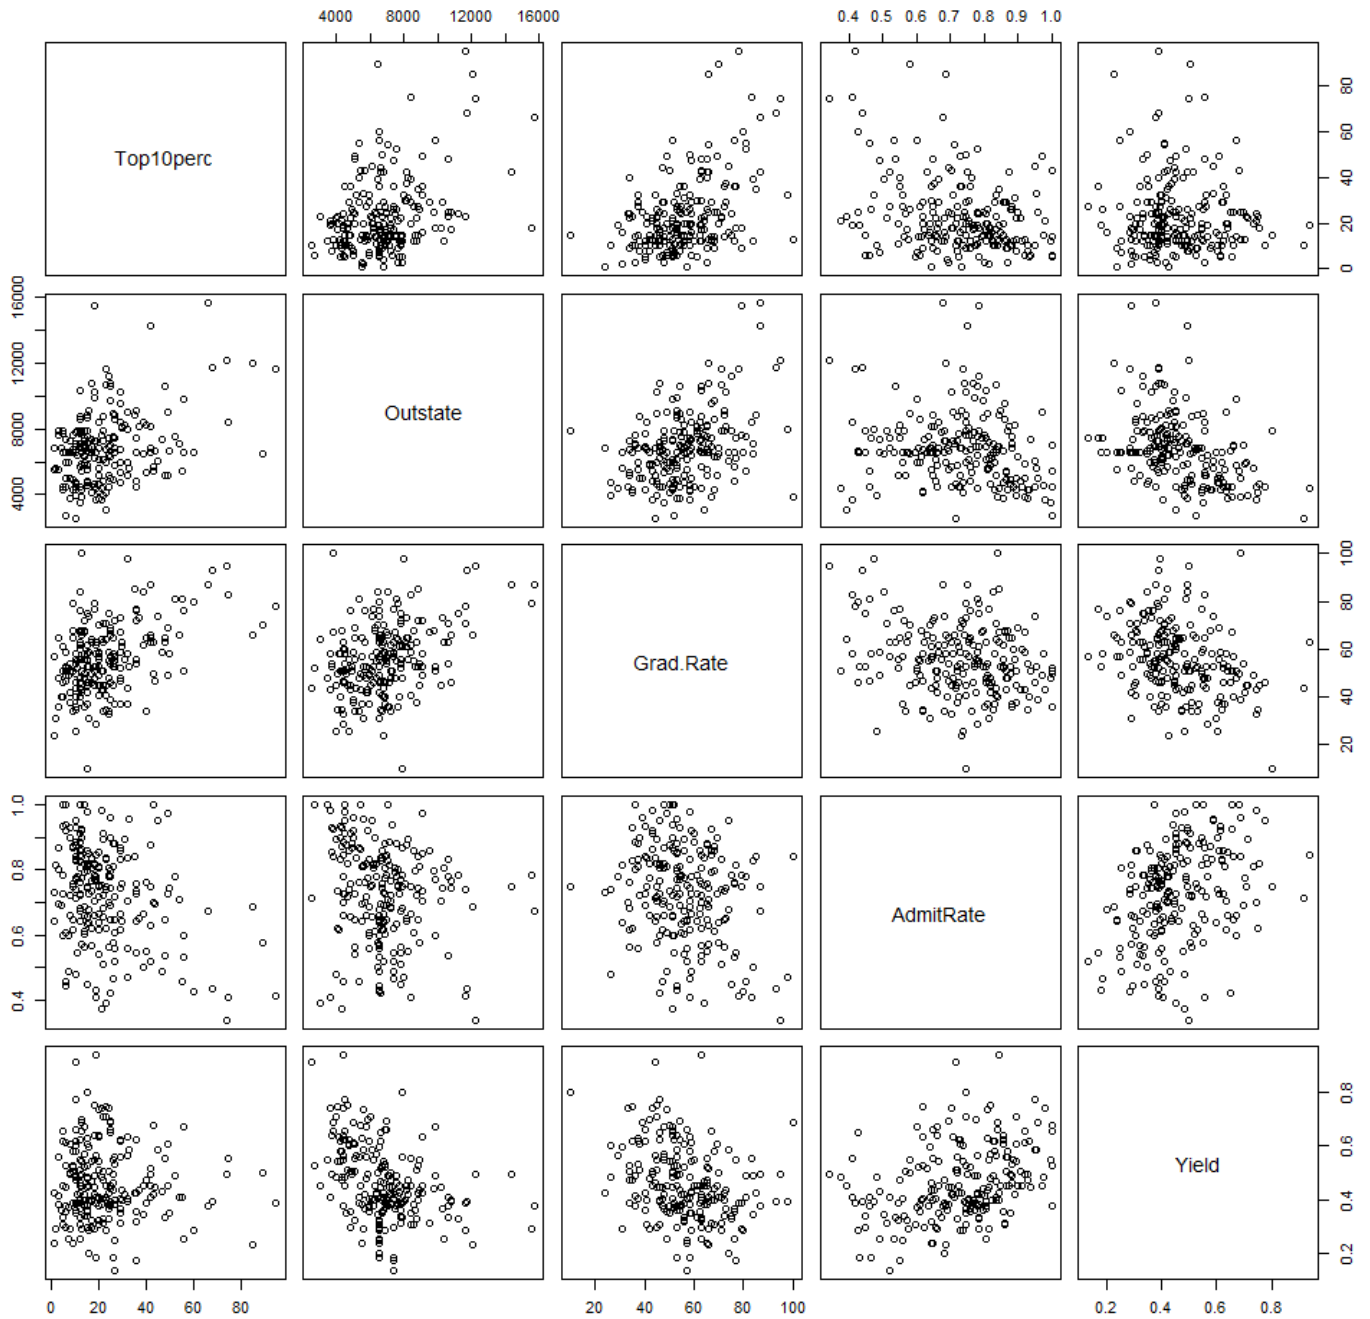 4000 8000 12000 16000 0.4 0.5 0.6 0.7 0.8 0.9 1.0
Top10perc
0 20 40 60 80
4000 8000 12000 16000
Outstate
Grad.Rate
20 40 60 80 100
0.4 0.6 0.8 1.0
AdmitRate
Yield
0.2 0.4 0.6 0.8
0 20 40 60 80 20 40 60 80 100 0.2 0.4 0.6 0.8